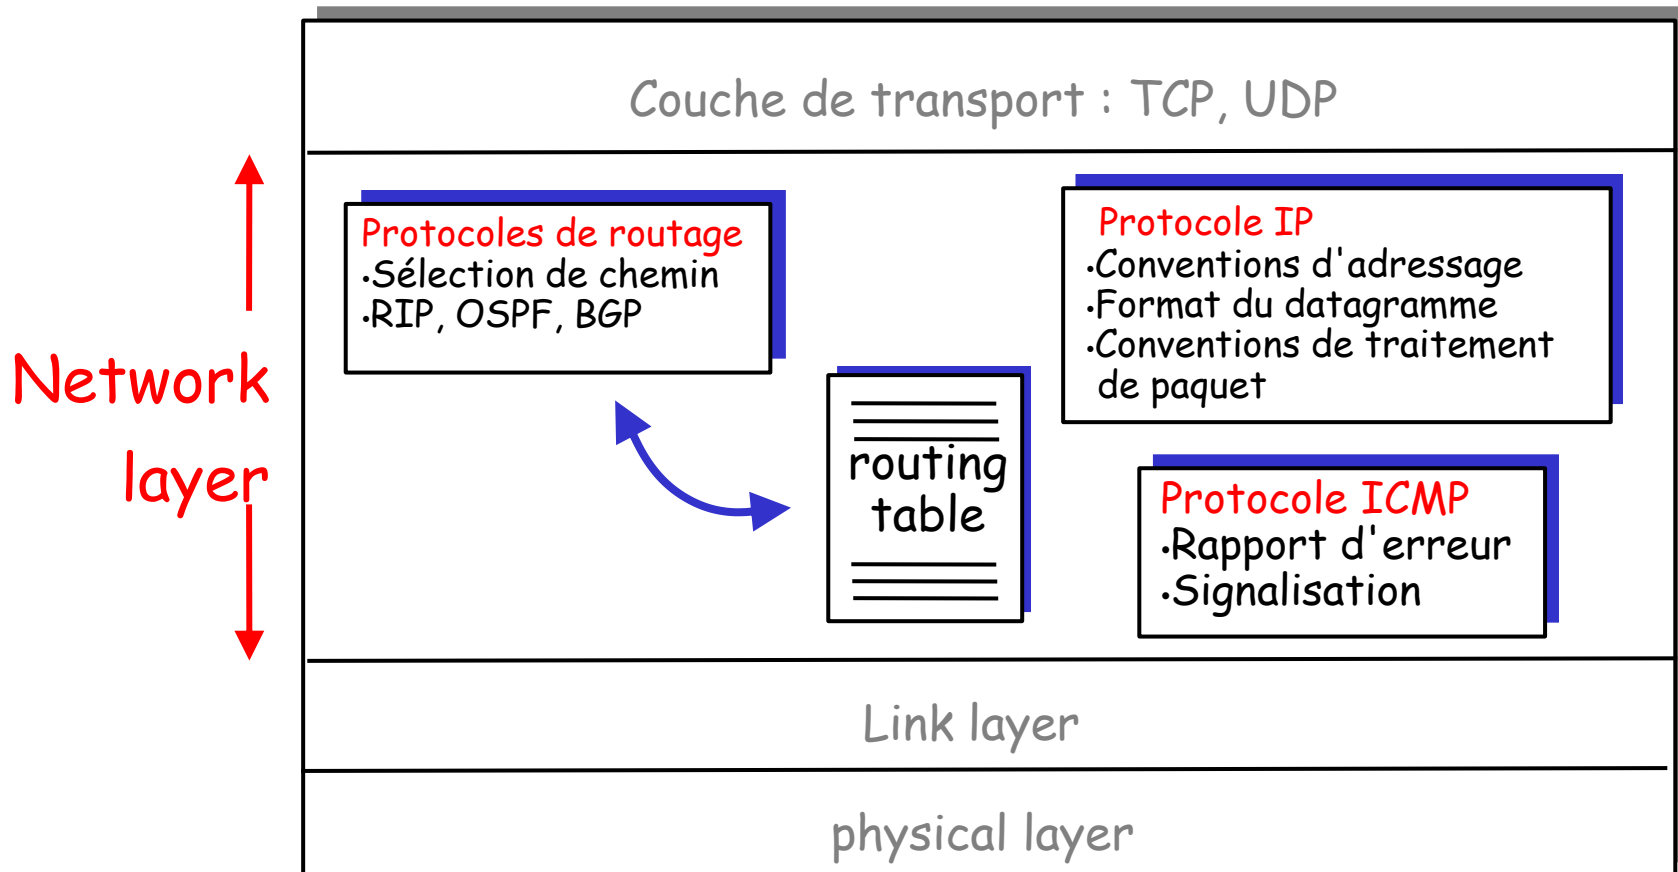 Couche de transport : TCP, UDP
Network
layer
Protocoles de routage
•Sélection de chemin
•RIP, OSPF, BGP
routing
table
Protocole IP
•Conventions d'adressage
•Format du datagramme
•Conventions de traitement
de paquet
Protocole ICMP
•Rapport d'erreur
•Signalisation
Link layer
physical layer